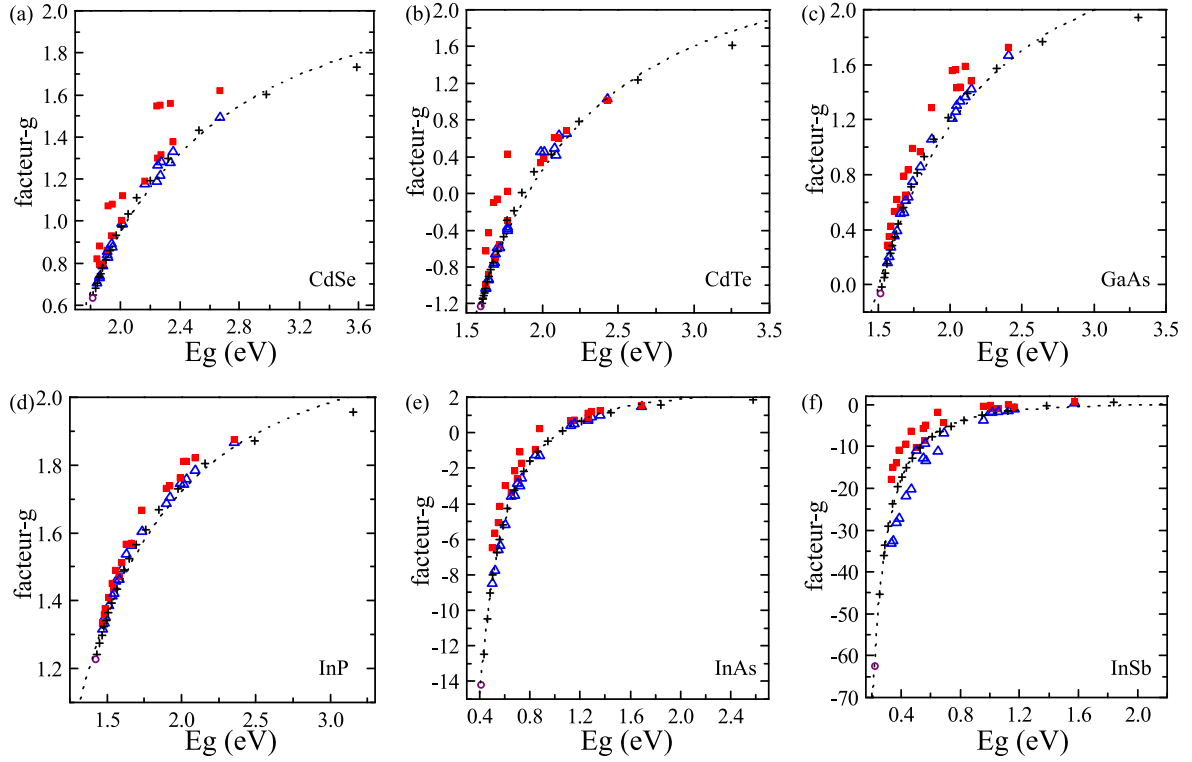 (a)
2.0
1.8
1.6
1.4
1.2
1.0
0.8
0.6
facteur-g
CdSe
2.0 2.4 2.8 3.2 3.6
Eg (eV)
(b)
2.0
1.6
1.2
0.8
0.4
0.0
-0.4
-0.8
-1.2
facteur-g
CdTe
1.5 2.0 2.5 3.0 3.5
Eg (eV)
(c)
2.0
1.6
1.2
0.8
0.4
0.0
facteur-g
GaAs
1.5 2.0 2.5 3.0 3.5
Eg (eV)
(d)
2.0
1.8
1.6
1.4
1.2
facteur-g
InP
1.5 2.0 2.5 3.0
Eg (eV)
(e)
2
0
-2
-4
-6
-8
-10
-12
-14
facteur-g
InAs
0.4 0.8 1.2 1.6 2.0 2.4
Eg (eV)
(f)
0
-10
-20
-30
-40
-50
-60
-70
facteur-g
InSb
0.4 0.8 1.2 1.6 2.0
Eg (eV)